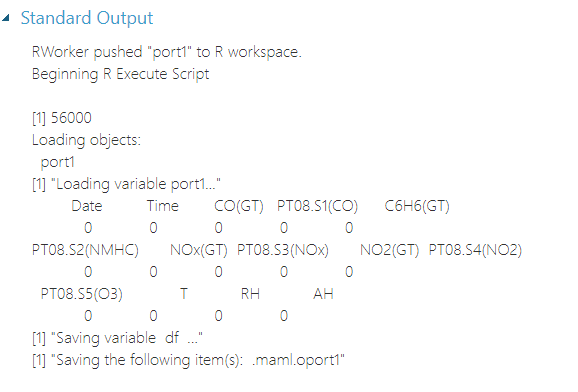 Standard Output
RWorker pushed "port1" to R workspace.
Beginning R Execute Script
[1] 56000
Loading objects:
port1
[1] "Loading variable port1..."
Date Time CO(GT) PT08.S1(CO) C6H6(GT)
0 0 0 0 0
PT08.S2(NMHC) NOx(GT) PT08.S3(NOx) NO2(GT) PT08.S4(NO2)
0 0 0 0 0
PT08.S5(O3) T RH AH
0 0 0 0
[1] "Saving variable df ..."
[1] "Saving the following item(s): .maml.oport1"